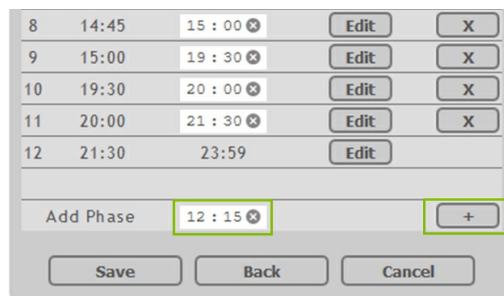 8 14:45 15 : 00 Edit X
9 15:00 19 : 30 Edit X
10 19:30 20 : 00 Edit X
11 20:00 21 : 30 Edit X
12 21:30 23:59 Edit
Add Phase 12 : 15 +
Save Back Cancel